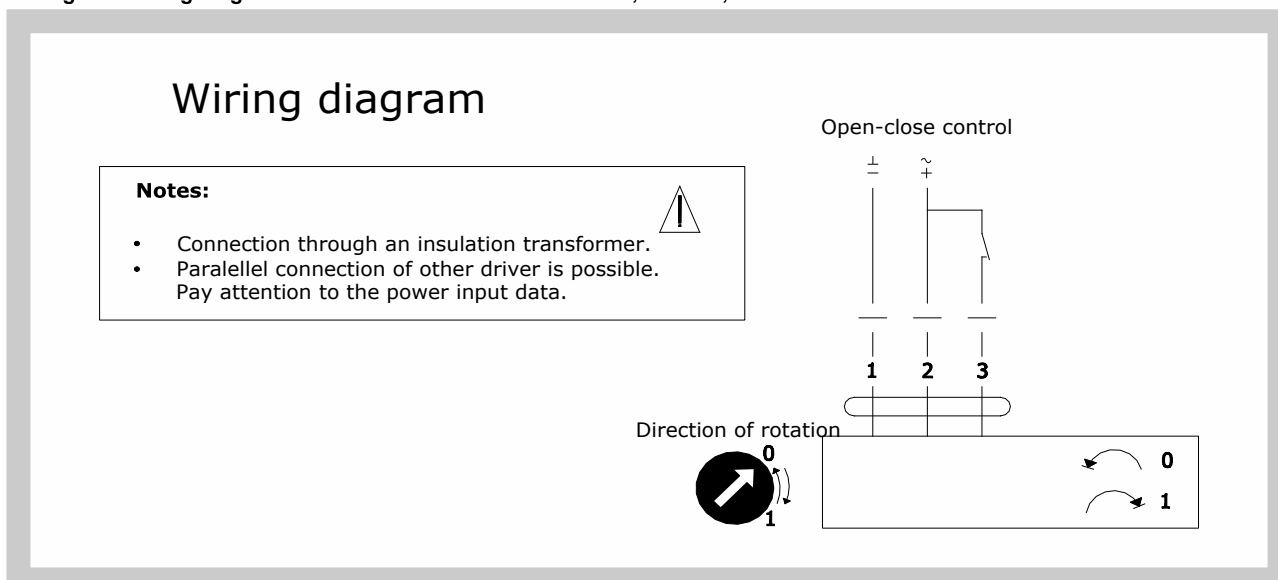 Wiring diagram
Notes:
• Connection through an insulation transformer.
• Paralellel connection of other driver is possible.
Pay attention to the power input data.
Open-close control
⊥ ~
− +
1 2 3
Direction of rotation
0
1
0
1